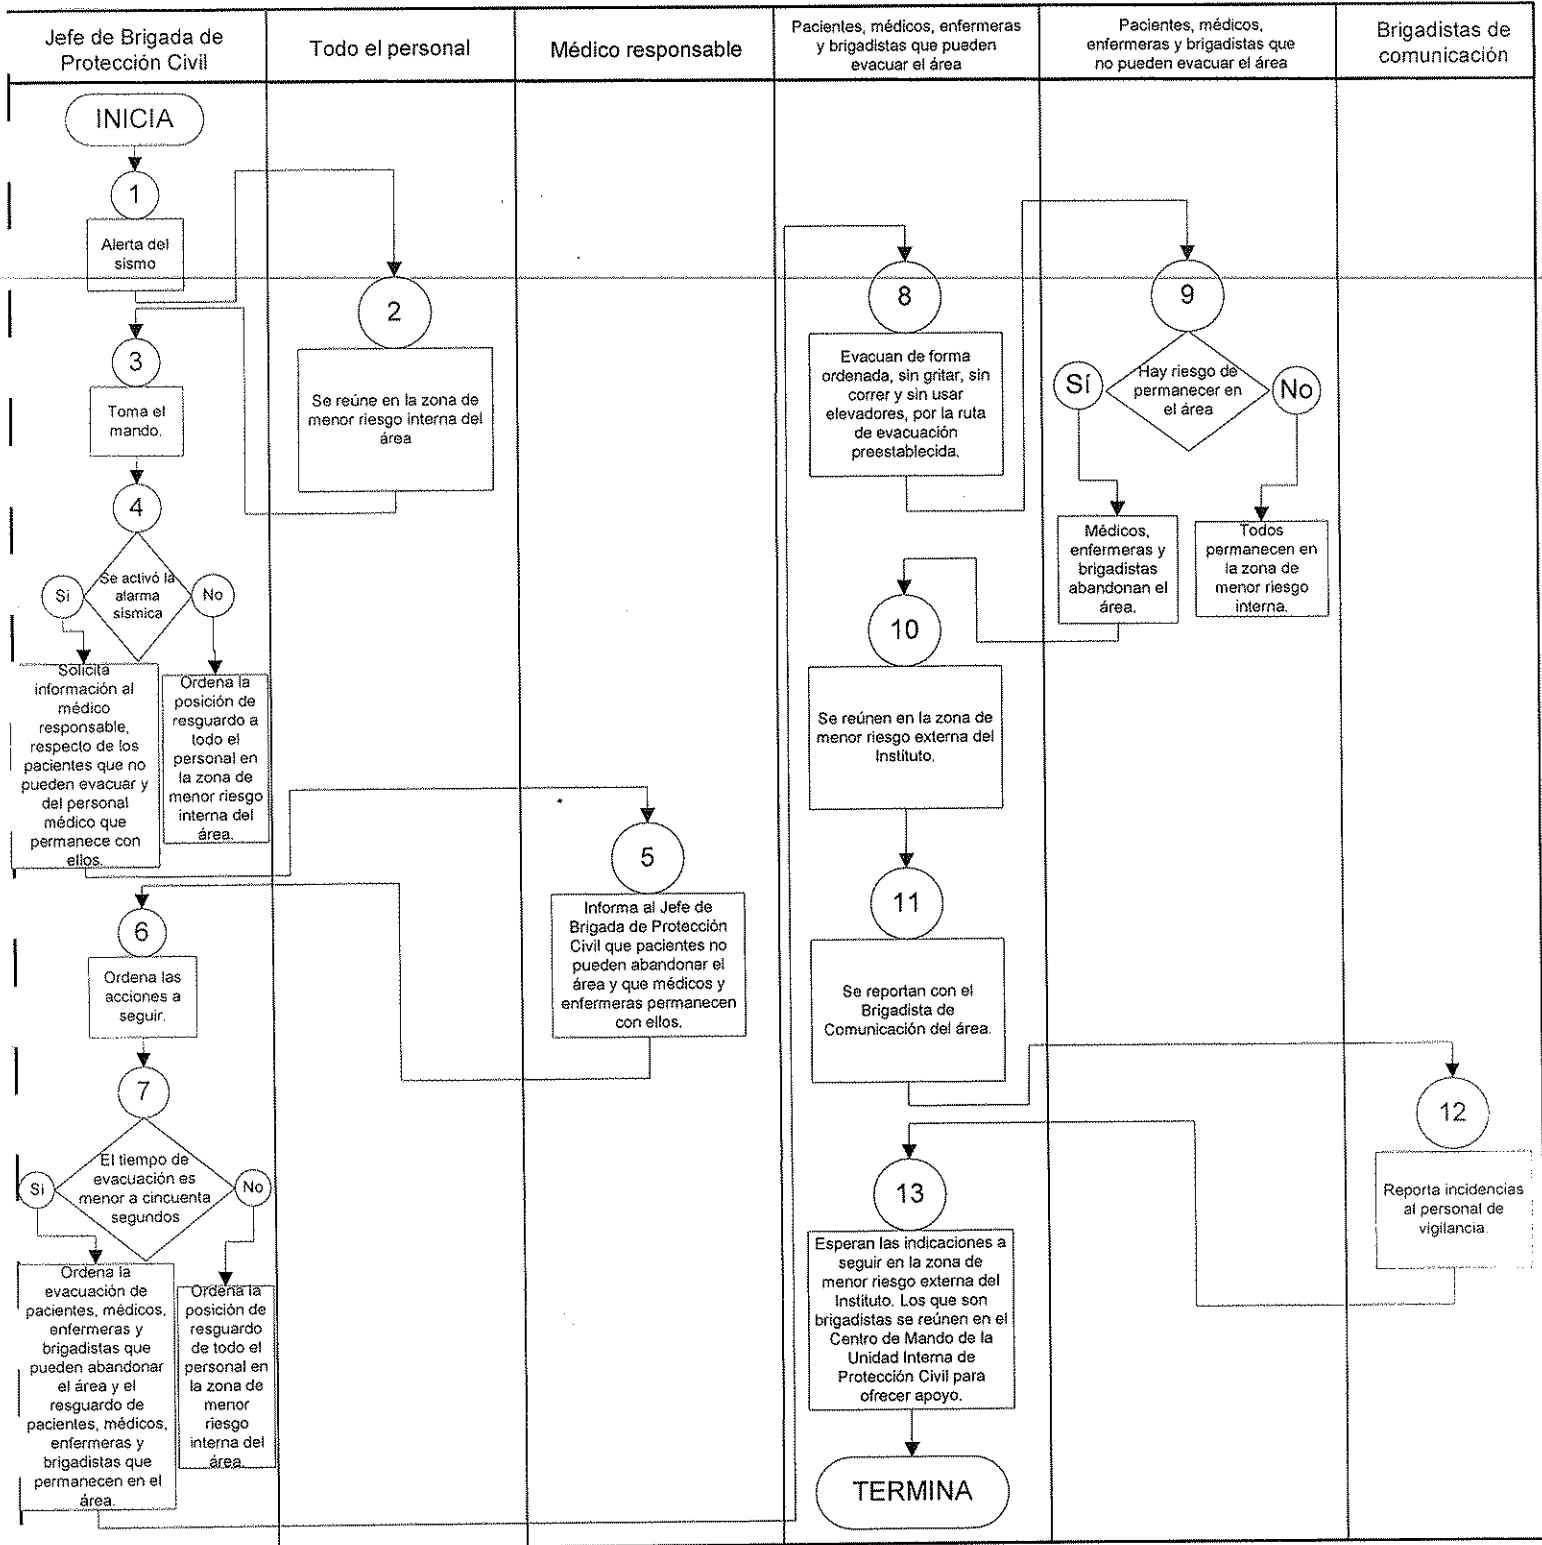 Jefe de Brigada de
Protección Civil
Todo el personal
Médico responsable
Pacientes, médicos, enfermeras
y brigadistas que pueden
evacuar el área
Pacientes, médicos,
enfermeras y brigadistas que
no pueden evacuar el área
Brigadistas de
comunicación
INICIA
1
Alerta del
sismo
2
Se reúne en la zona de
menor riesgo interna del
área
3
Toma el
mando.
4
Se activó la
alarma
sísmica
Si
No
Solicita
información al
médico
responsable,
respecto de los
pacientes que no
pueden evacuar y
del personal
médico que
permanece con
ellos.
Ordena la
posición de
resguardo a
todo el
personal en
la zona de
menor riesgo
interna del
área.
5
Informa al Jefe de
Brigada de Protección
Civil que pacientes no
pueden abandonar el
área y que médicos y
enfermeras permanecen
con ellos.
6
Ordena las
acciones a
seguir.
7
El tiempo de
evacuación es
menor a cincuenta
segundos
Si
No
Ordena la
evacuación de
pacientes, médicos,
enfermeras y
brigadistas que
pueden abandonar
el área y el
resguardo de
pacientes, médicos,
enfermeras y
brigadistas que
permanecen en el
área.
Ordena la
posición de
resguardo
de todo el
personal en
la zona de
menor
riesgo
interna del
área.
8
Evacuan de forma
ordenada, sin gritar, sin
correr y sin usar
elevadores, por la ruta
de evacuación
preestablecida.
9
Hay riesgo de
permanecer en
el área
Sí
No
Médicos,
enfermeras y
brigadistas
abandonan el
área.
Todos
permanecen en
la zona de
menor riesgo
interna.
10
Se reúnen en la zona de
menor riesgo externa del
Instituto.
11
Se reportan con el
Brigadista de
Comunicación del área.
12
Reporta incidencias
al personal de
vigilancia.
13
Esperan las indicaciones a
seguir en la zona de
menor riesgo externa del
Instituto. Los que son
brigadistas se reúnen en el
Centro de Mando de la
Unidad Interna de
Protección Civil para
ofrecer apoyo.
TERMINA